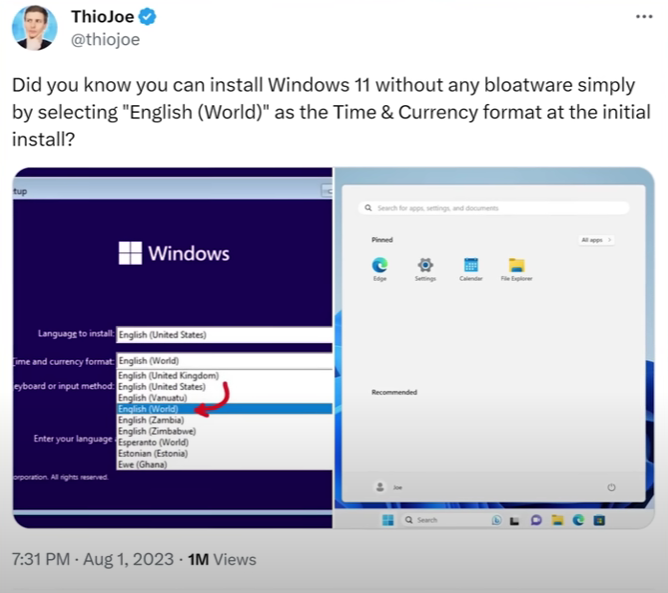 ThioJoe
@thiojoe
Did you know you can install Windows 11 without any bloatware simply
by selecting "English (World)" as the Time & Currency format at the initial
install?
tup
Windows
Language to install: English (United States)
ime and currency format: English (World)
English (United Kingdom)
eyboard or input method: English (United States)
English (Vanuatu)
English (World)
English (Zambia)
English (Zimbabwe)
Enter your language Esperanto (World)
Estonian (Estonia)
Ewe (Ghana)
orporation. All rights reserved.
Search for apps, settings, and documents
Pinned
All apps
Edge
Settings
Calendar
File Explorer
Recommended
Joe
Search
7:31 PM · Aug 1, 2023 · 1M Views